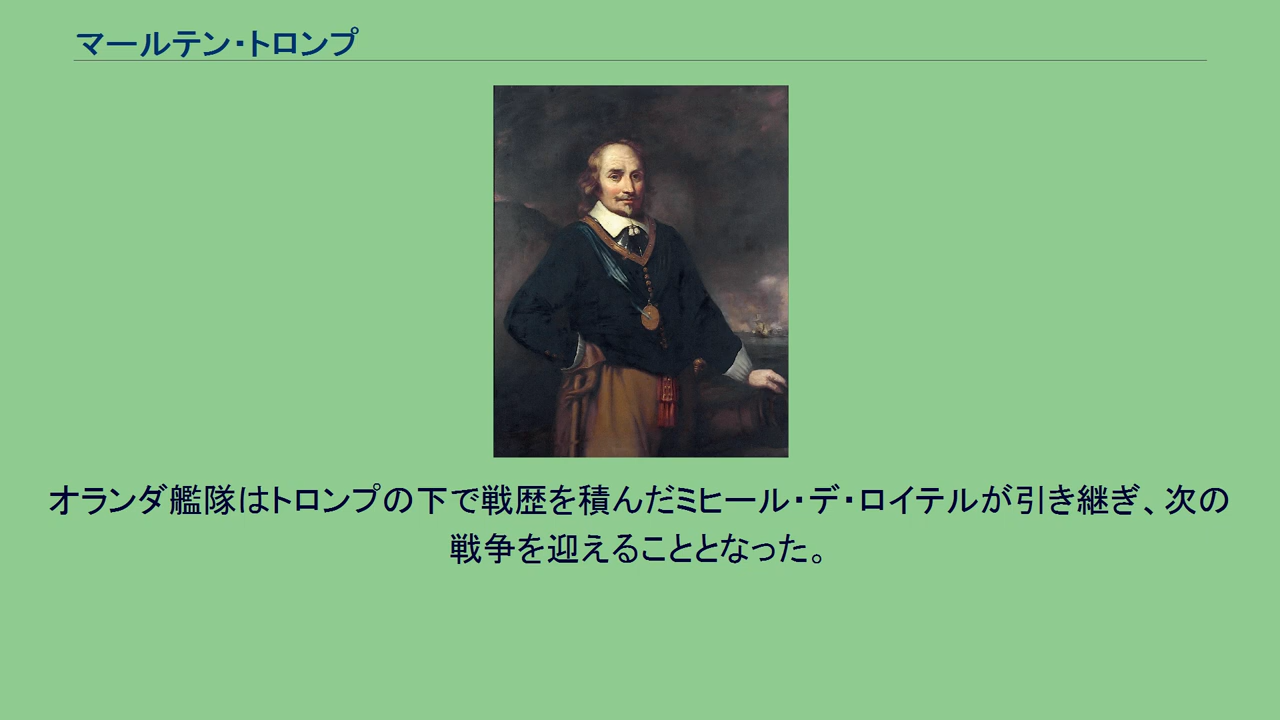 マールテン・トロンプ
オランダ艦隊はトロンプの下で戦歴を積んだミヒール・デ・ロイテルが引き継ぎ、次の
戦争を迎えることとなった。